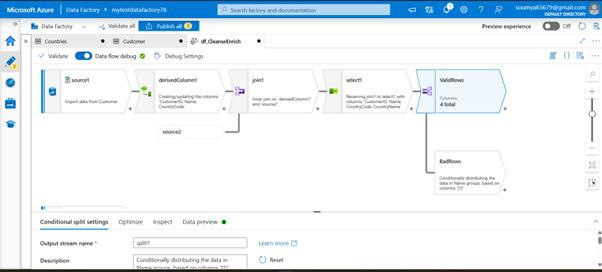 Microsoft Azure
Data Factory
mytestdatafactory78
Search factory and documentation
soumyak5679@gmail.com
DEFAULT DIRECTORY
Data Factory
Validate all
Publish all
Preview experience
Off
Countries
Customer
df_CleanseEnrich
Validate
Data flow debug
Debug Settings
source1
Import data from Customer
derivedColumn1
Creating/updating the columns
'CustomerID, Name,
CountryCode'
join1
Inner join on 'derivedColumn1'
and 'source2'
select1
Renaming join1 to select1 with
columns 'CustomerID, Name,
CountryCode, CountryName'
ValidRows
Columns:
4 total
source2
BadRows
Conditionally distributing the
data in Name groups, based on
columns '{1}'
Conditional split settings
Optimize
Inspect
Data preview
Output stream name *
split1
Learn more
Description
Conditionally distributing the data in
Name groups, based on columns '{1}'
Reset